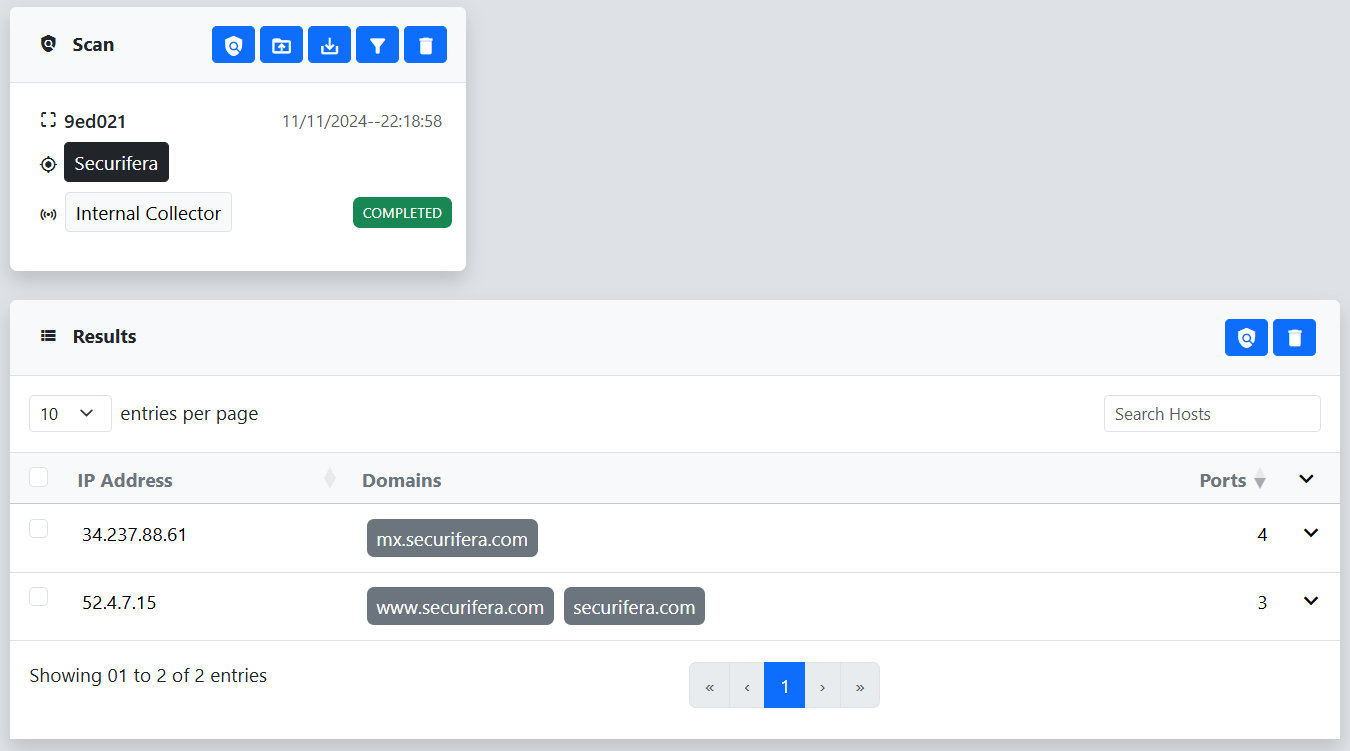 Scan
9ed021 11/11/2024--22:18:58
Securifera
Internal Collector COMPLETED
Results
10 entries per page Search Hosts
IP Address Domains Ports
34.237.88.61 mx.securifera.com 4
52.4.7.15 www.securifera.com securifera.com 3
Showing 01 to 2 of 2 entries « ‹ 1 › »